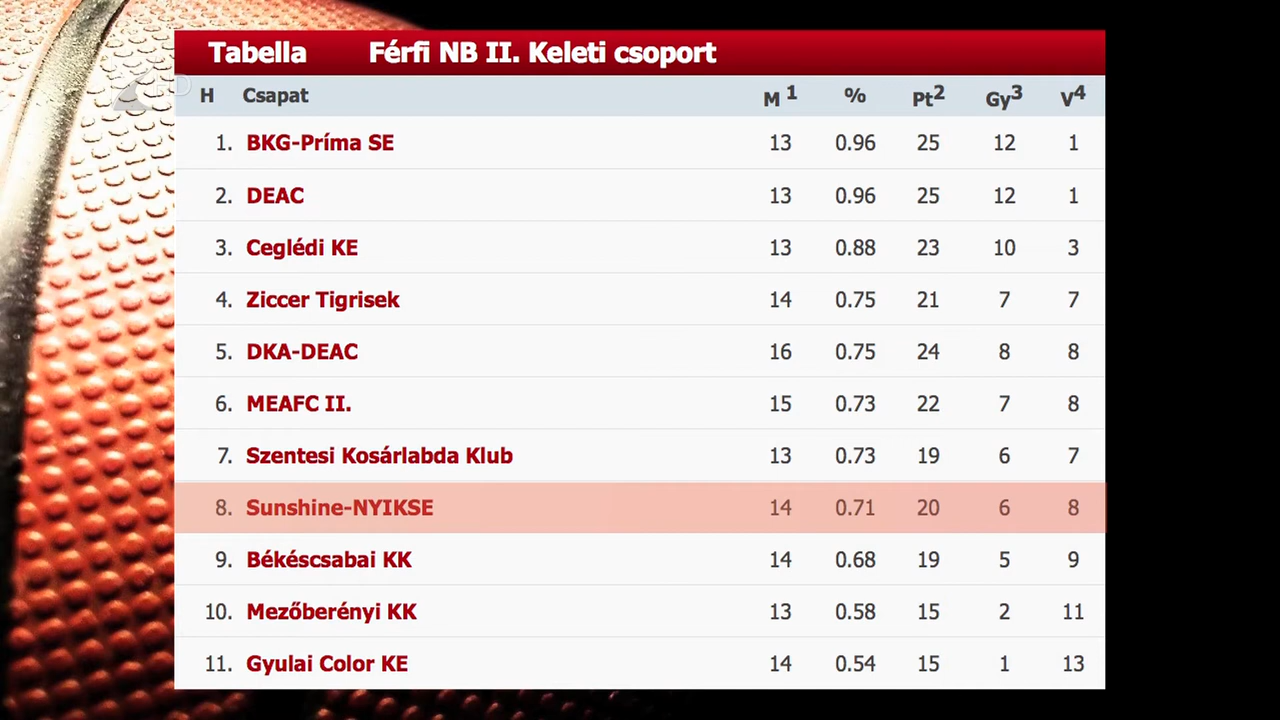 Tabella Férfi NB II. Keleti csoport
H Csapat M 1 % Pt2 Gy3 V4
1. BKG-Príma SE 13 0.96 25 12 1
2. DEAC 13 0.96 25 12 1
3. Ceglédi KE 13 0.88 23 10 3
4. Ziccer Tigrisek 14 0.75 21 7 7
5. DKA-DEAC 16 0.75 24 8 8
6. MEAFC II. 15 0.73 22 7 8
7. Szentesi Kosárlabda Klub 13 0.73 19 6 7
8. Sunshine-NYIKSE 14 0.71 20 6 8
9. Békéscsabai KK 14 0.68 19 5 9
10. Mezőberényi KK 13 0.58 15 2 11
11. Gyulai Color KE 14 0.54 15 1 13